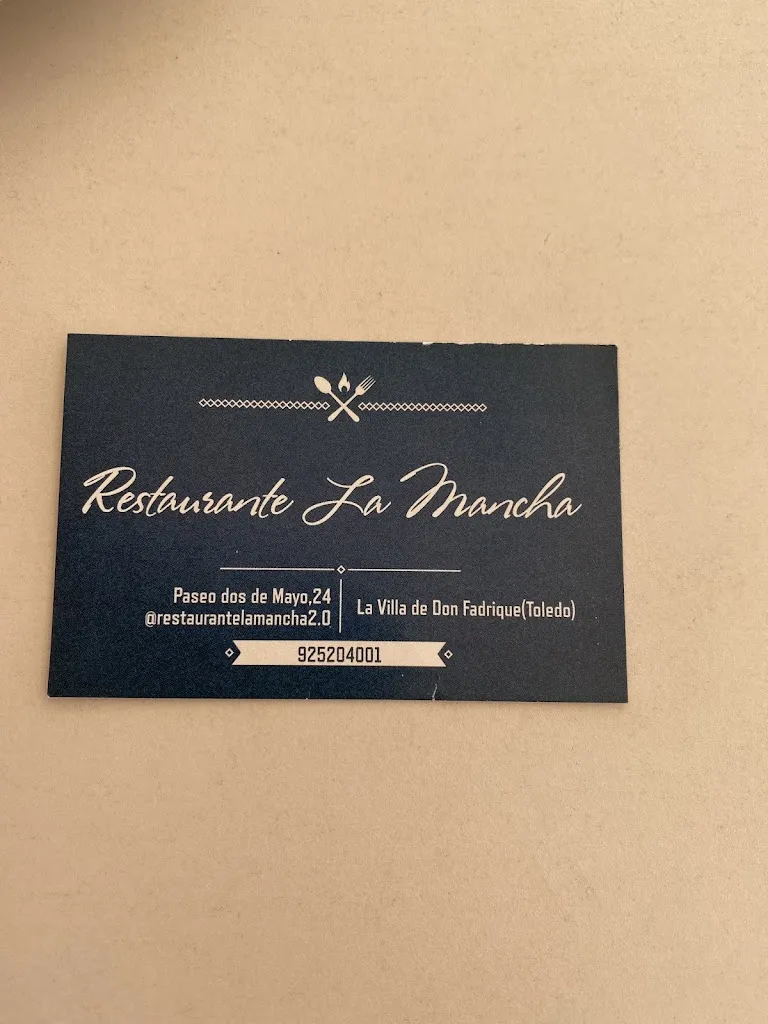 Restaurante La Mancha
Paseo dos de Mayo,24
@restaurantelamancha2.0
La Villa de Don Fadrique(Toledo)
925204001